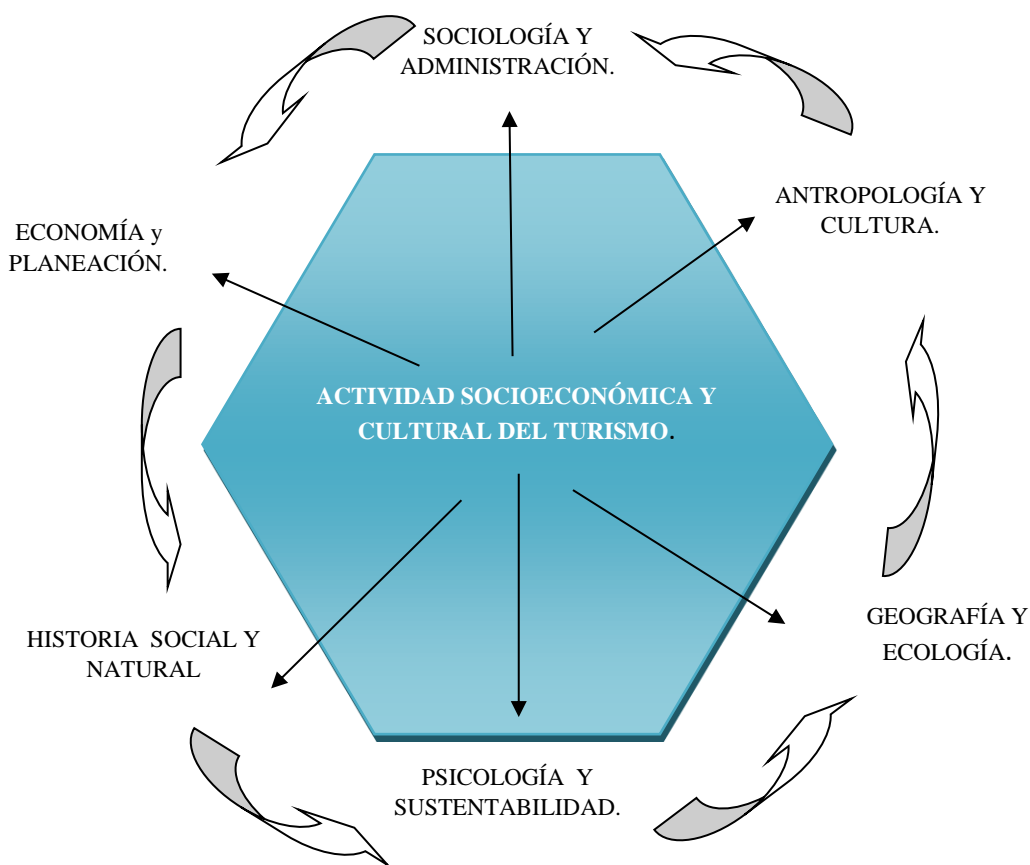 SOCIOLOGÍA Y
ADMINISTRACIÓN.
ANTROPOLOGÍA Y
CULTURA.
ECONOMÍA y
PLANEACIÓN.
ACTIVIDAD SOCIOECONÓMICA Y
CULTURAL DEL TURISMO.
HISTORIA  SOCIAL Y
NATURAL
GEOGRAFÍA Y
ECOLOGÍA.
PSICOLOGÍA  Y
SUSTENTABILIDAD.